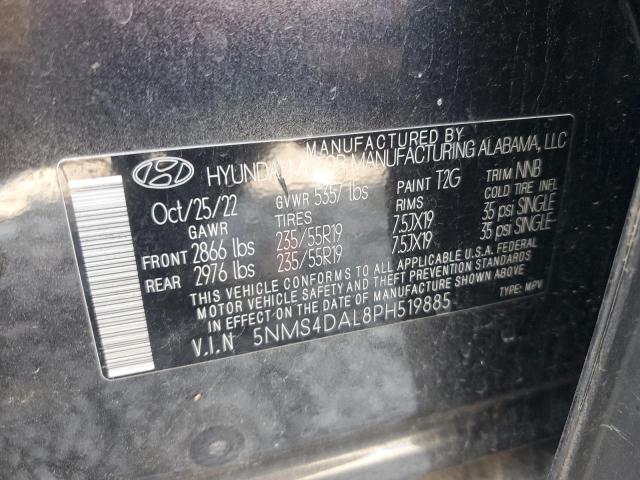 MANUFACTURED BY
HYUNDAI MOTOR MANUFACTURING ALABAMA, LLC
Oct/25/22 GVWR 5357 lbs PAINT T2G TRIM NNB
GAWR TIRES RIMS COLD TIRE INFL
FRONT 2866 lbs 235/55R19 7.5JX19 35 psi SINGLE
REAR 2976 lbs 235/55R19 7.5JX19 35 psi SINGLE
THIS VEHICLE CONFORMS TO ALL APPLICABLE U.S.A. FEDERAL
MOTOR VEHICLE SAFETY AND THEFT PREVENTION STANDARDS
IN EFFECT ON THE DATE OF MANUFACTURE SHOWN ABOVE
V.I.N 5NMS4DAL8PH519885 TYPE: MPV